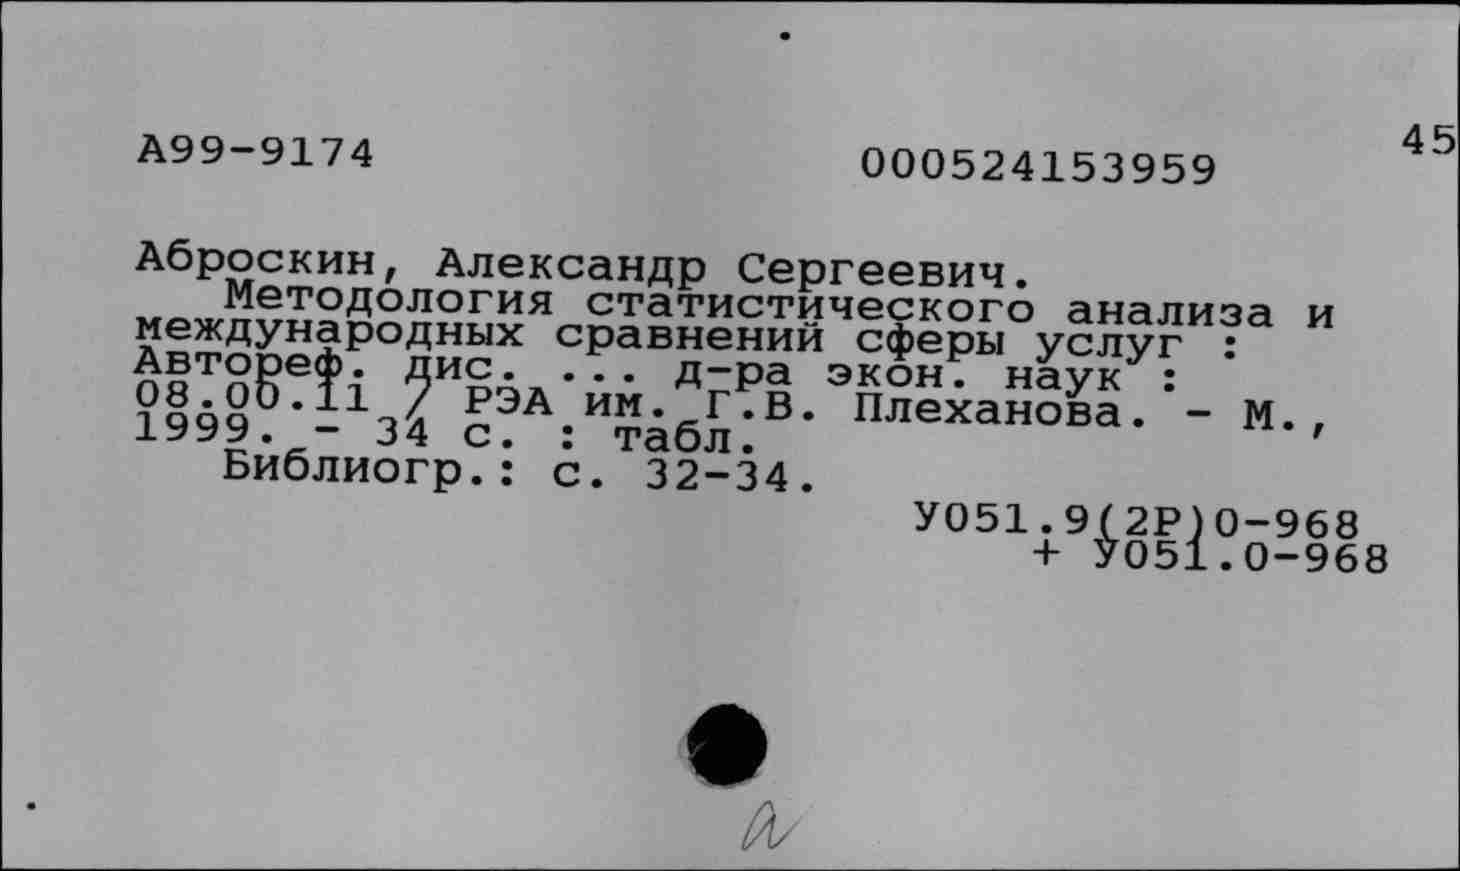 45
А99-9174 000524153959
Аброскин, Александр Сергеевич.
Методология статистического анализа и
международных сравнений сферы услуг :
Автореф. дис. ... д-ра экон. наук :
08.00.11 / РЭА им. Г.В. Плеханова. - М.,
1999. - 34 с. : табл.
Библиогр.: с. 32-34.
У051.9(2Р)0-968
+ У051.0-968